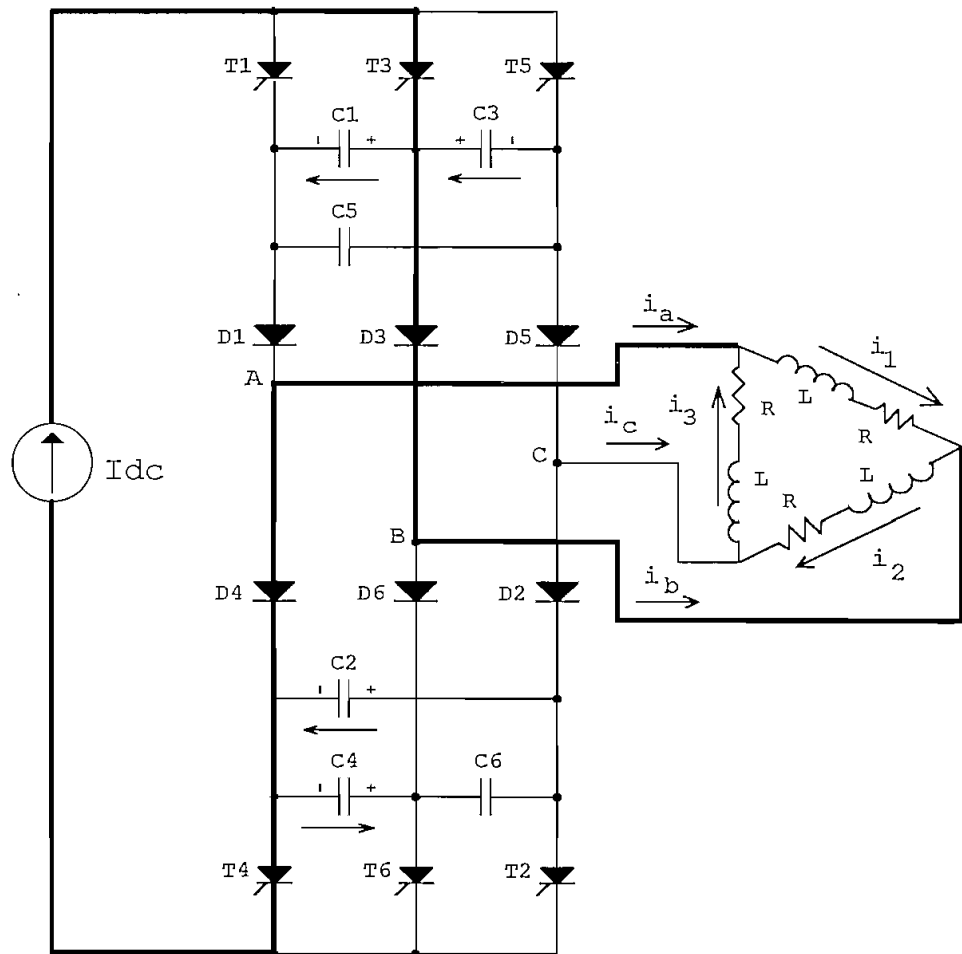 T1 T3 T5
C1 C3
- + + -
C5
D1 D3 D5
i_a
i_1
A
L
R
i_3
R
i_c
Idc
C
L
L
R
B
i_2
D4 D6 D2
i_b
C2
- +
C4 C6
- +
T4 T6 T2